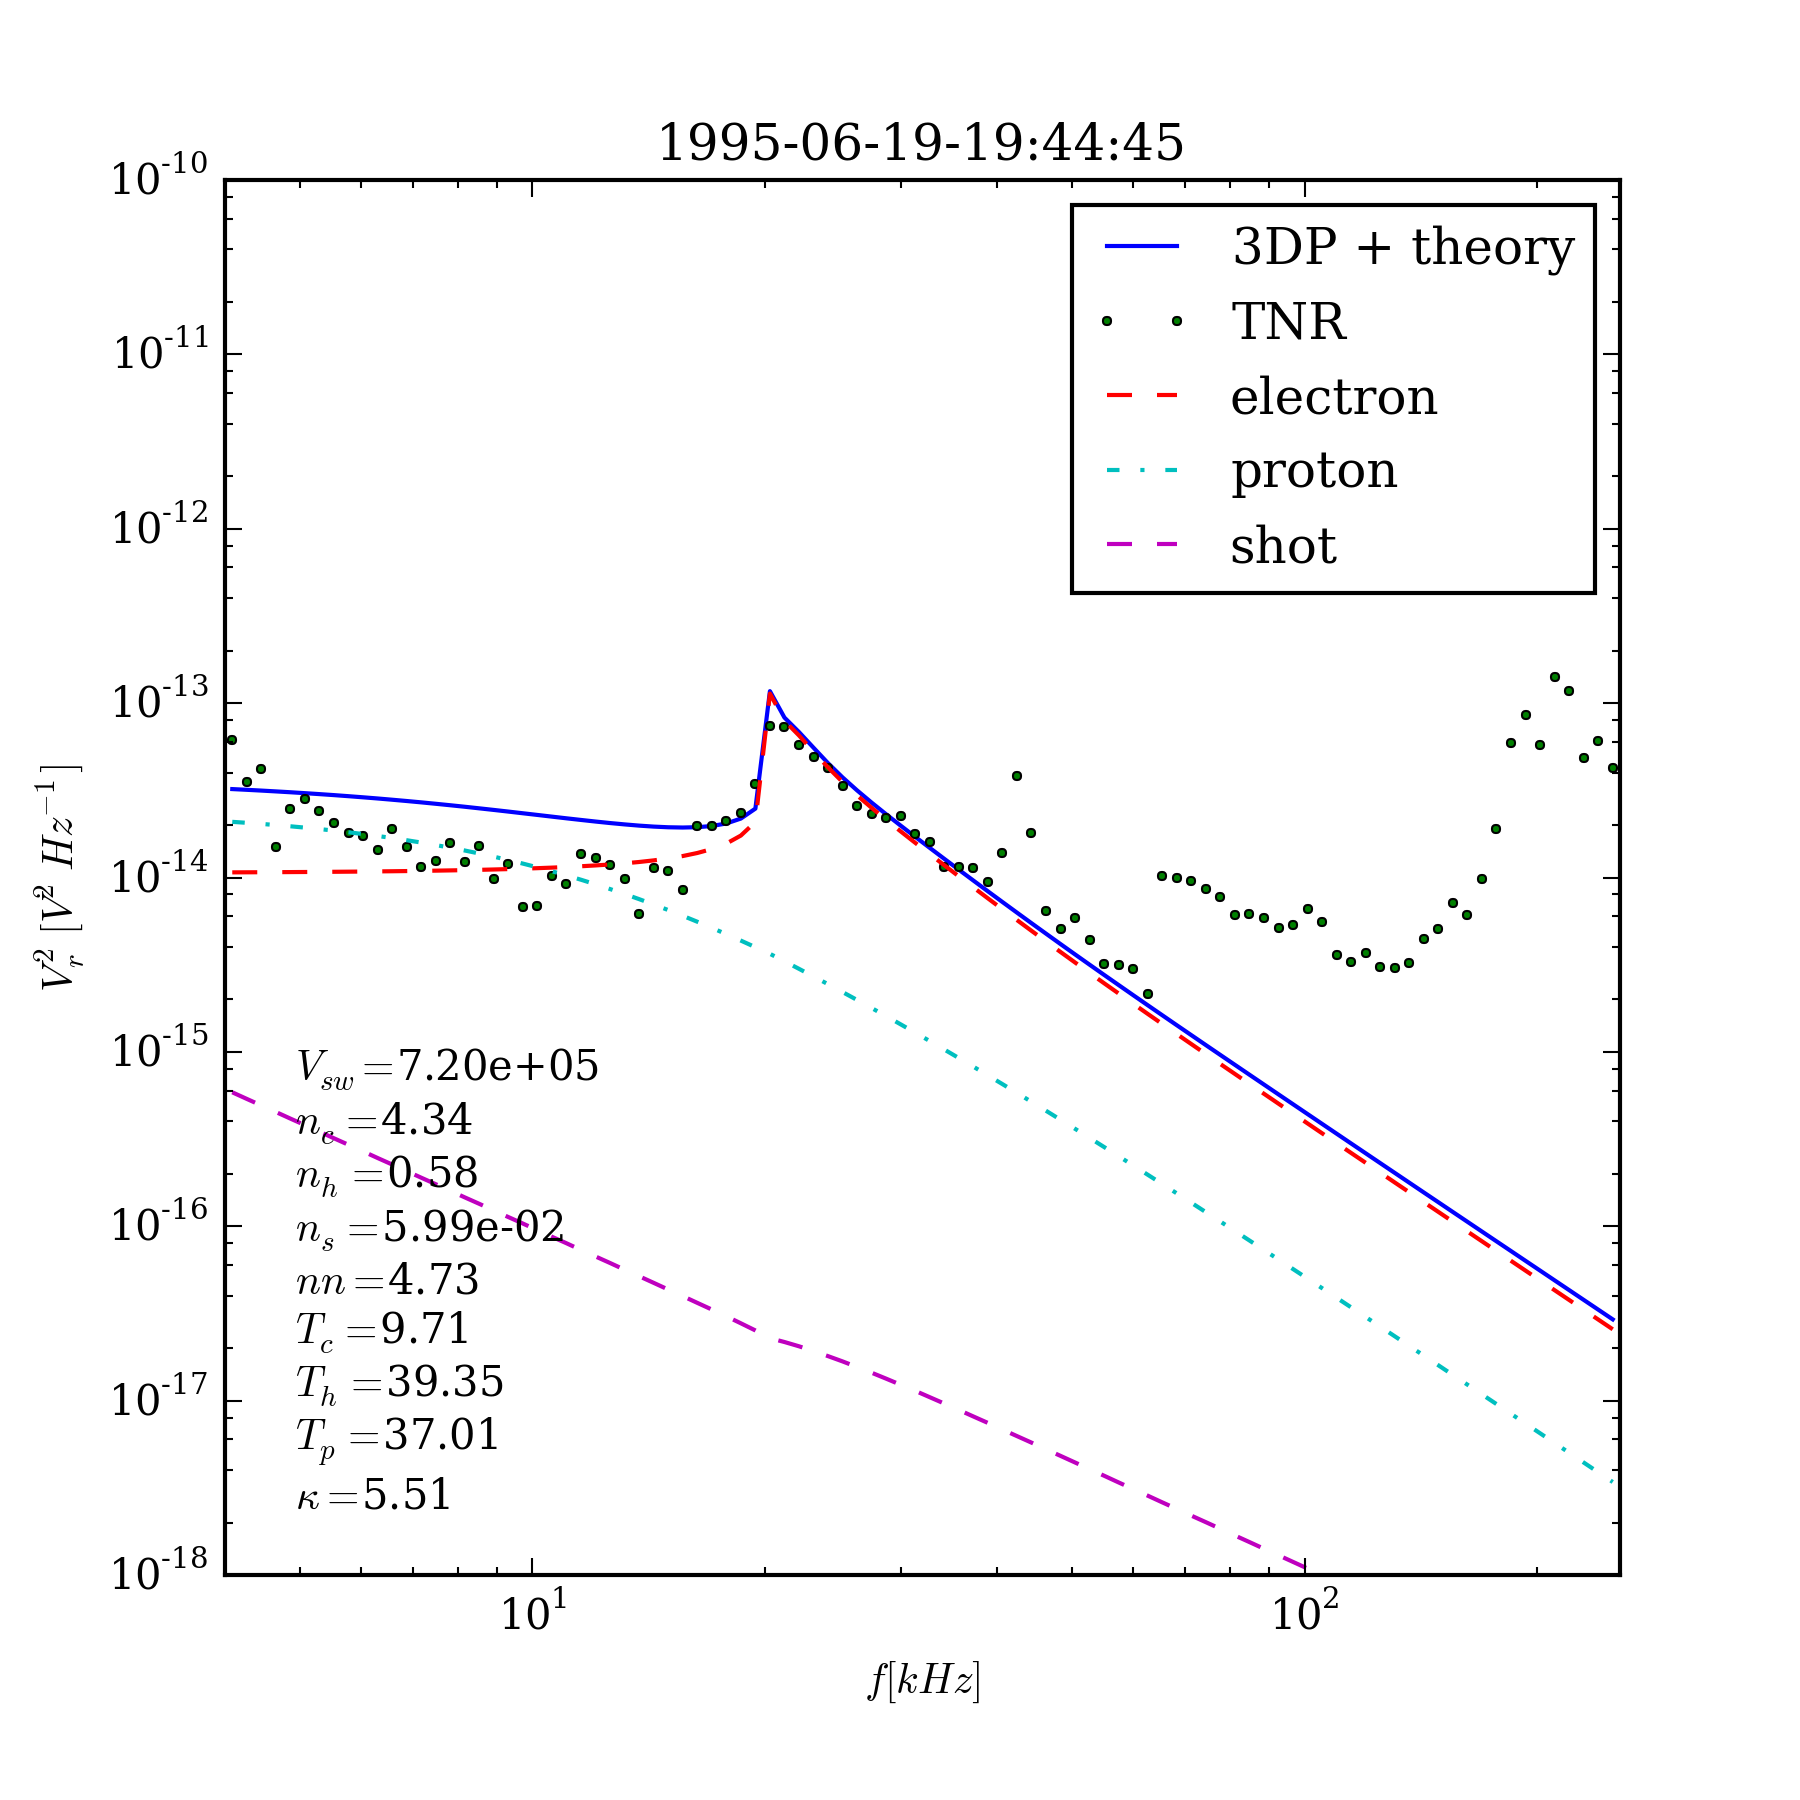 1995-06-19-19:44:45
10^-10
10^-11
10^-12
10^-13
10^-14
10^-15
10^-16
10^-17
10^-18
V_r^2 [V^2 Hz^{-1}]
3DP + theory
TNR
electron
proton
shot
V_sw =7.20e+05
n_c =4.34
n_h =0.58
n_s =5.99e-02
nn =4.73
T_c =9.71
T_h =39.35
T_p =37.01
κ =5.51
10^1 10^2
f[kHz]